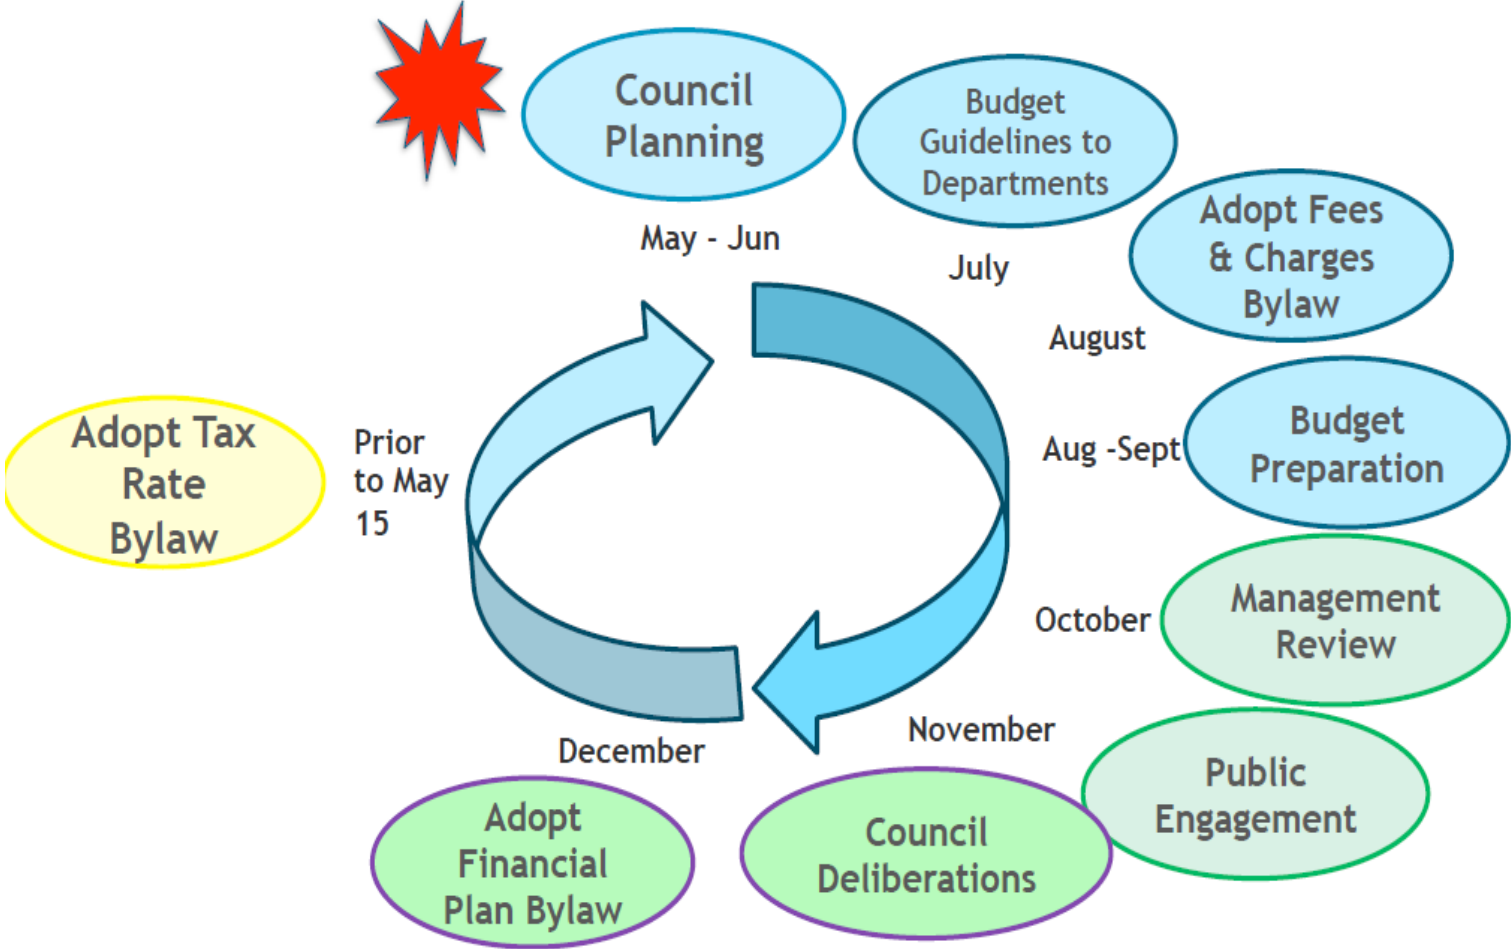 Council
Planning
May - Jun
Budget
Guidelines to
Departments
July
Adopt Fees
& Charges
Bylaw
August
Budget
Preparation
Aug -Sept
Management
Review
October
Public
Engagement
November
Council
Deliberations
December
Adopt
Financial
Plan Bylaw
Adopt Tax
Rate
Bylaw
Prior
to May
15